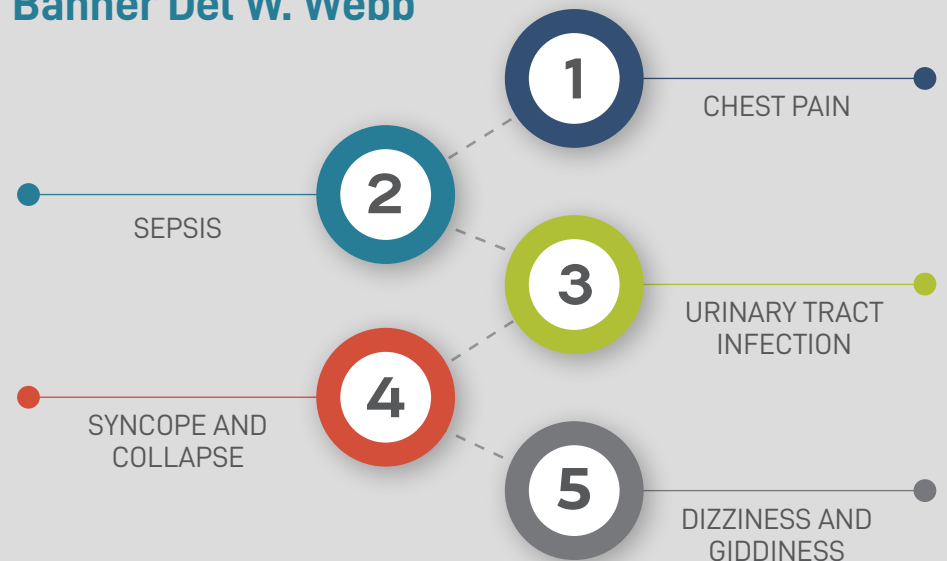 Banner Del W. Webb
1
CHEST PAIN
2
SEPSIS
3
URINARY TRACT
INFECTION
4
SYNCOPE AND
COLLAPSE
5
DIZZINESS AND
GIDDINESS